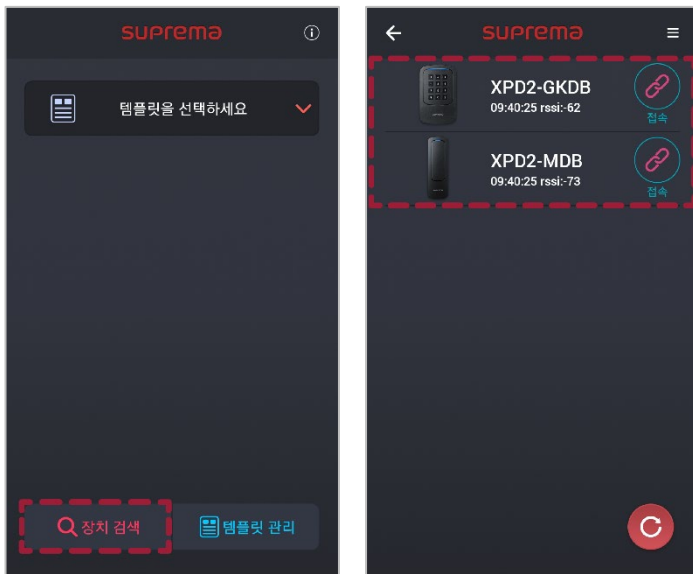 suprema
템플릿을 선택하세요
장치 검색
템플릿 관리
suprema
XPD2-GKDB
09:40:25 rssi:-62
접속
XPD2-MDB
09:40:25 rssi:-73
접속